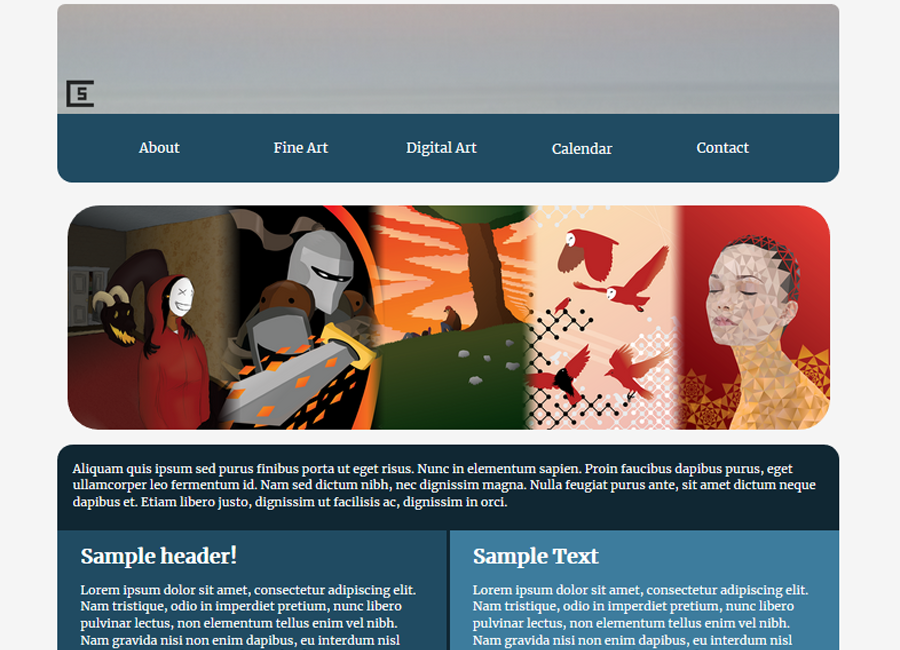 S
About Fine Art Digital Art Calendar Contact
Aliquam quis ipsum sed purus finibus porta ut eget risus. Nunc in elementum sapien. Proin faucibus dapibus purus, eget
ullamcorper leo fermentum id. Nam sed dictum nibh, nec dignissim magna. Nulla feugiat purus ante, sit amet dictum neque
dapibus et. Etiam libero justo, dignissim ut facilisis ac, dignissim in orci.
Sample header!
Lorem ipsum dolor sit amet, consectetur adipiscing elit.
Nam tristique, odio in imperdiet pretium, nunc libero
pulvinar lectus, non elementum tellus enim vel nibh.
Nam gravida nisi non enim dapibus, eu interdum nisl
Sample Text
Lorem ipsum dolor sit amet, consectetur adipiscing elit.
Nam tristique, odio in imperdiet pretium, nunc libero
pulvinar lectus, non elementum tellus enim vel nibh.
Nam gravida nisi non enim dapibus, eu interdum nisl